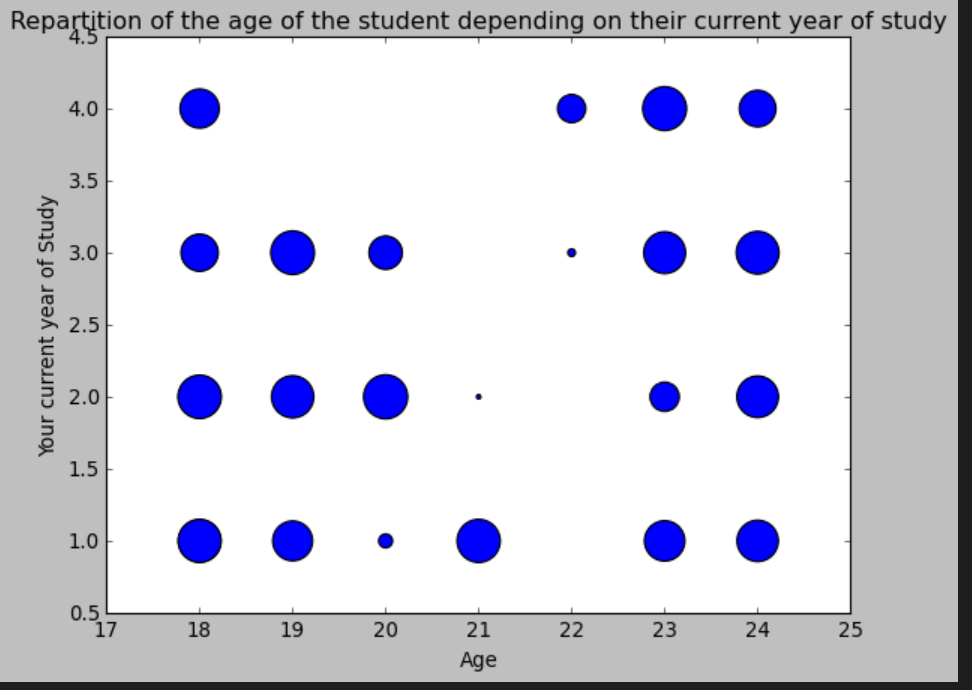 Repartition of the age of the student depending on their current year of study
4.5
4.0
3.5
3.0
2.5
2.0
1.5
1.0
0.5
Your current year of Study
17 18 19 20 21 22 23 24 25
Age